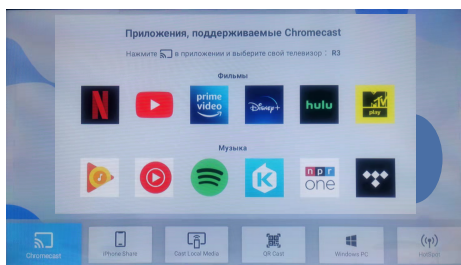 Приложения, поддерживаемые Chromecast
Нажмите в приложении и выберите свой телевизор : R3
Фильмы
N
prime video
Disney+
hulu
MTV play
Музыка
K
npr one
Chromecast
iPhone Share
Cast Local Media
QR Cast
Windows PC
HotSpot